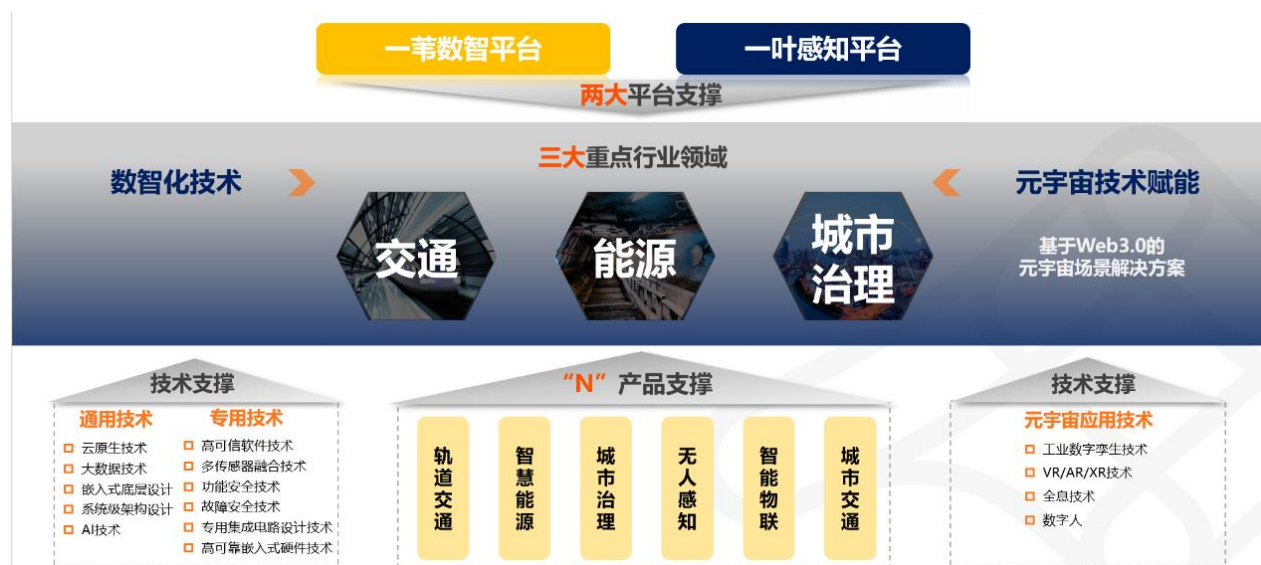 一苇数智平台
一叶感知平台
两大平台支撑
三大重点行业领域
数智化技术
元宇宙技术赋能
交通
能源
城市
治理
基于Web3.0的
元宇宙场景解决方案
技术支撑
通用技术
云原生技术
大数据技术
嵌入式底层设计
系统级架构设计
AI技术
专用技术
高可信软件技术
多传感器融合技术
功能安全技术
故障安全技术
专用集成电路设计技术
高可靠嵌入式硬件技术
“N”产品支撑
轨道交通
智慧能源
城市治理
无人感知
智能物联
城市交通
技术支撑
元宇宙应用技术
工业数字孪生技术
VR/AR/XR技术
全息技术
数字人